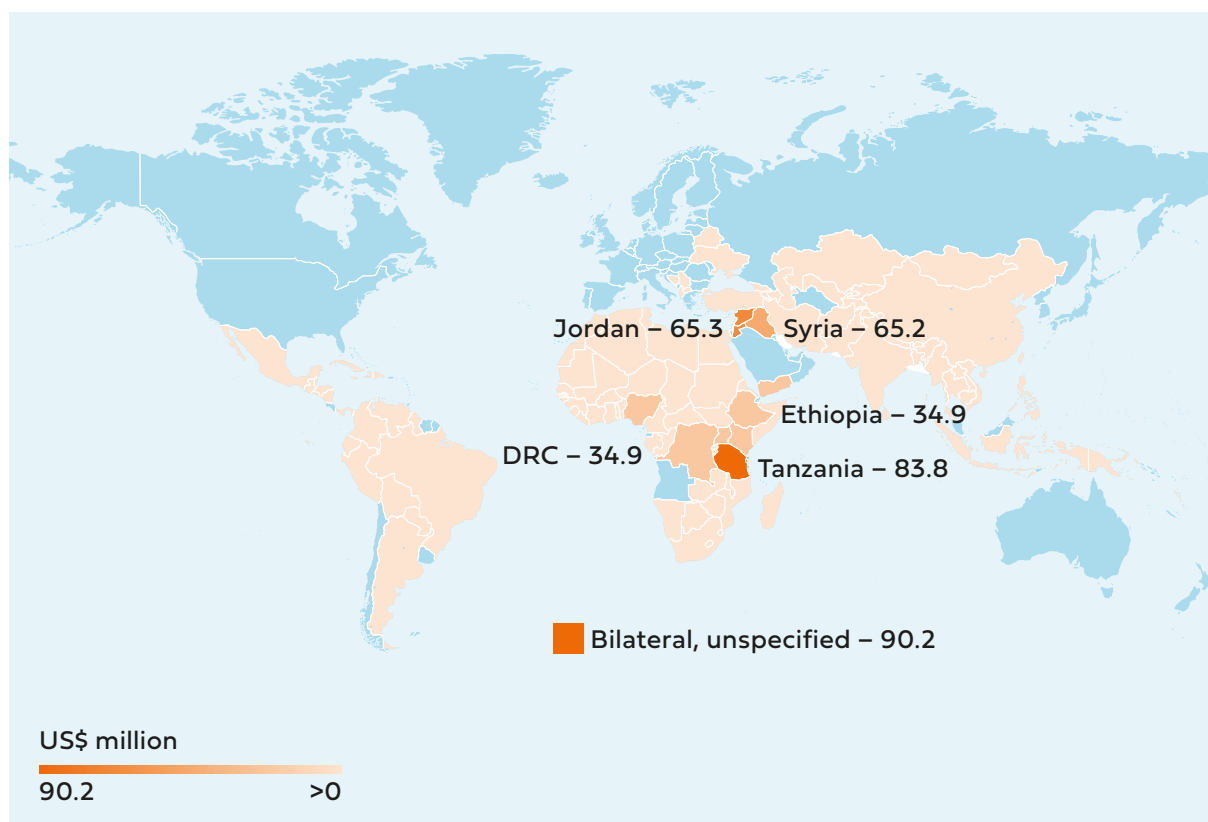 Jordan – 65.3
Syria – 65.2
Ethiopia – 34.9
DRC – 34.9
Tanzania – 83.8
Bilateral, unspecified – 90.2
US$ million
90.2
>0